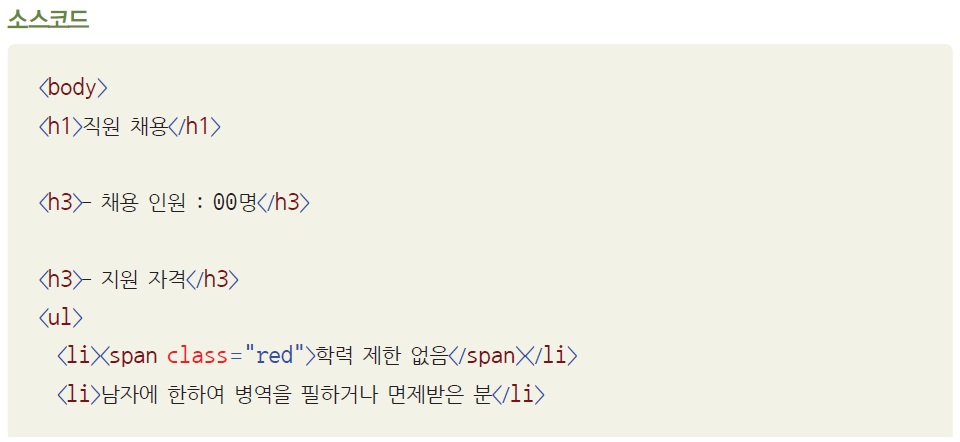 소스코드
<body>
<h1>직원 채용</h1>
<h3>- 채용 인원 : 00명</h3>
<h3>- 지원 자격</h3>
<ul>
<li><span class="red">학력 제한 없음</span></li>
<li>남자에 한하여 병역을 필하거나 면제받은 분</li>